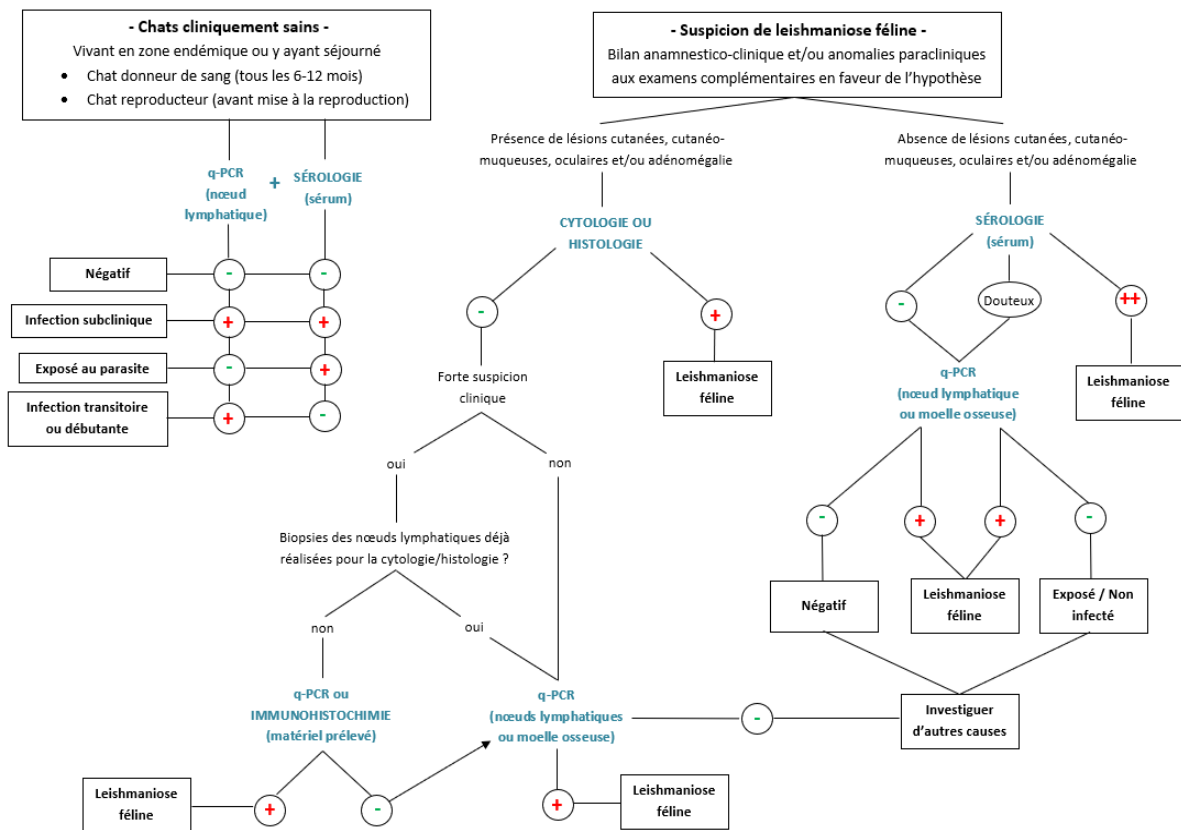 - Chats cliniquement sains -
Vivant en zone endémique ou y ayant séjourné
• Chat donneur de sang (tous les 6-12 mois)
• Chat reproducteur (avant mise à la reproduction)
q-PCR
(nœud
lymphatique)
+
SÉROLOGIE
(sérum)
Négatif
-
-
Infection subclinique
+
+
Exposé au parasite
-
+
Infection transitoire
ou débutante
+
-
- Suspicion de leishmaniose féline -
Bilan anamnestico-clinique et/ou anomalies paracliniques
aux examens complémentaires en faveur de l'hypothèse
Présence de lésions cutanées, cutanéo-
muqueuses, oculaires et/ou adénomégalie
CYTOLOGIE OU
HISTOLOGIE
-
+
Forte suspicion
clinique
Leishmaniose
féline
oui
non
Biopsies des nœuds lymphatiques déjà
réalisées pour la cytologie/histologie ?
non
oui
q-PCR ou
IMMUNOHISTOCHIMIE
(matériel prélevé)
q-PCR
(nœuds lymphatiques
ou moelle osseuse)
-
Leishmaniose
féline
+
-
+
Leishmaniose
féline
Absence de lésions cutanées, cutanéo-
muqueuses, oculaires et/ou adénomégalie
SÉROLOGIE
(sérum)
-
Douteux
++
q-PCR
(nœud lymphatique
ou moelle osseuse)
Leishmaniose
féline
-
+
+
-
Négatif
Leishmaniose
féline
Exposé / Non
infecté
Investiguer
d'autres causes